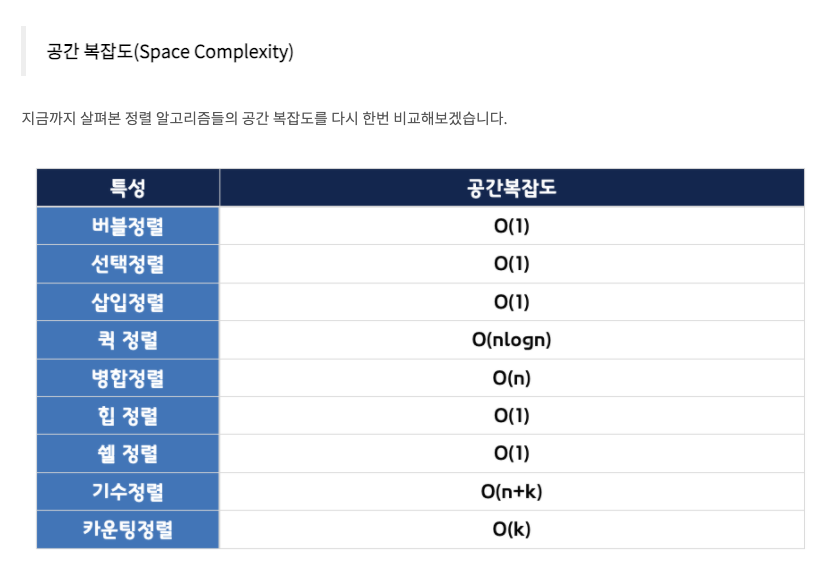 공간 복잡도(Space Complexity)
지금까지 살펴본 정렬 알고리즘들의 공간 복잡도를 다시 한번 비교해보겠습니다.
특성 공간복잡도
버블정렬 O(1)
선택정렬 O(1)
삽입정렬 O(1)
퀵 정렬 O(nlogn)
병합정렬 O(n)
힙 정렬 O(1)
쉘 정렬 O(1)
기수정렬 O(n+k)
카운팅정렬 O(k)